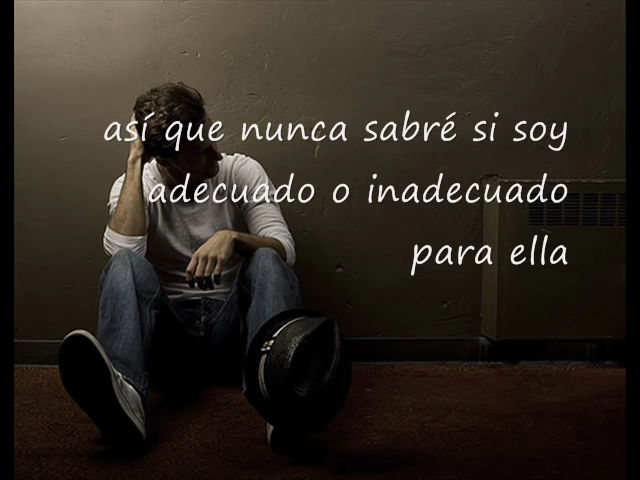 así que nunca sabré si soy
adecuado o inadecuado
para ella